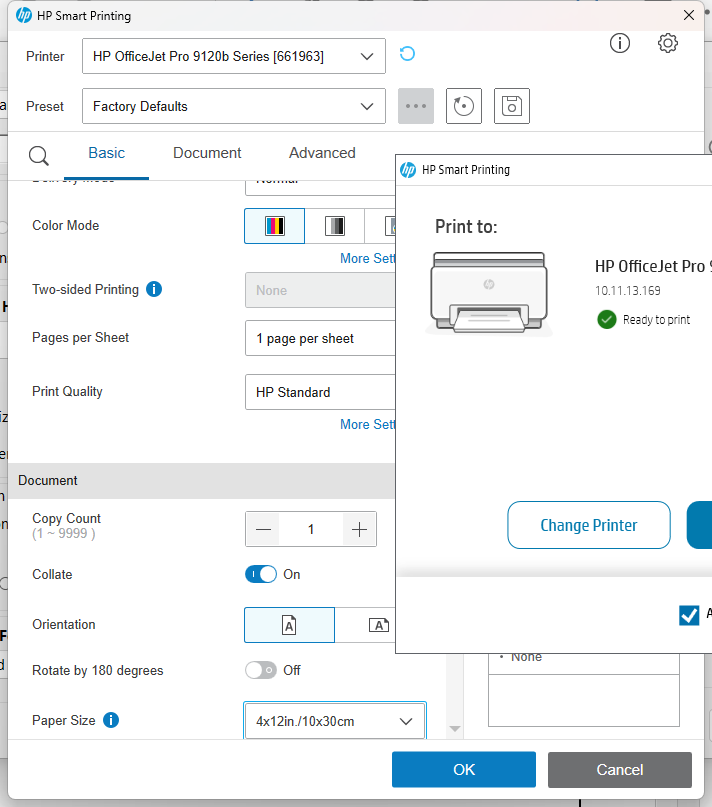 HP Smart Printing
Printer
HP OfficeJet Pro 9120b Series [661963]
Preset
Factory Defaults
Basic
Document
Advanced
HP Smart Printing
Print to:
HP OfficeJet Pro
10.11.13.169
Ready to print
Change Printer
Color Mode
More Sett
Two-sided Printing
None
Pages per Sheet
1 page per sheet
Print Quality
HP Standard
More Sett
Document
Copy Count
(1 ~ 9999 )
1
Collate
On
Orientation
Rotate by 180 degrees
Off
• None
Paper Size
4x12in./10x30cm
OK
Cancel